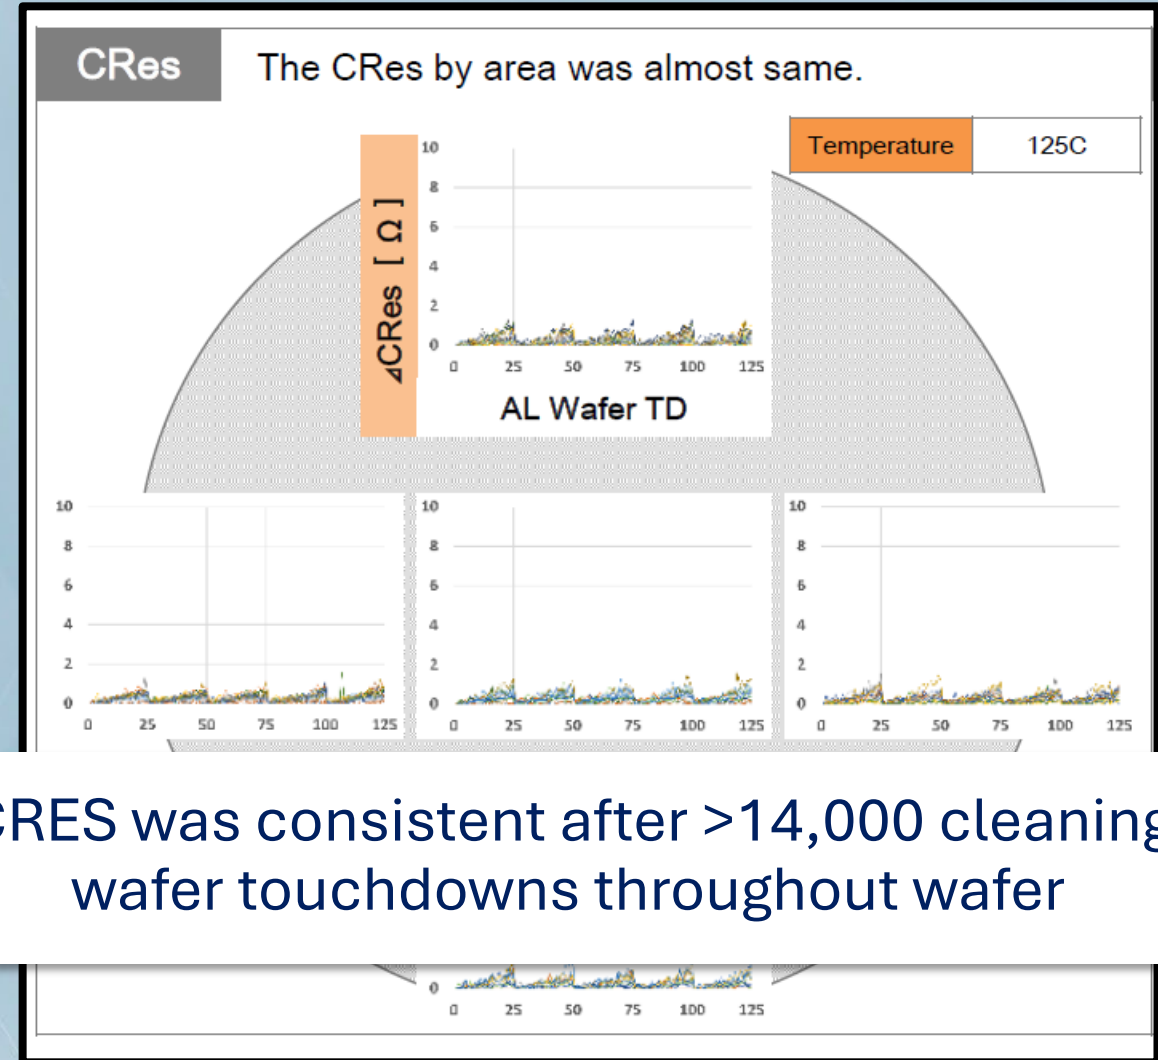 CRes
The CRes by area was almost same.
Temperature 125C
⊿CRes [ Ω ]
10
8
6
4
2
0
0 25 50 75 100 125
AL Wafer TD
10 10 10
8 8 8
6 6 6
4 4 4
2 2 2
0 0 0
0 25 50 75 100 125 0 25 50 75 100 125 0 25 50 75 100 125
CRES was consistent after >14,000 cleaning
wafer touchdowns throughout wafer
0
0 25 50 75 100 125